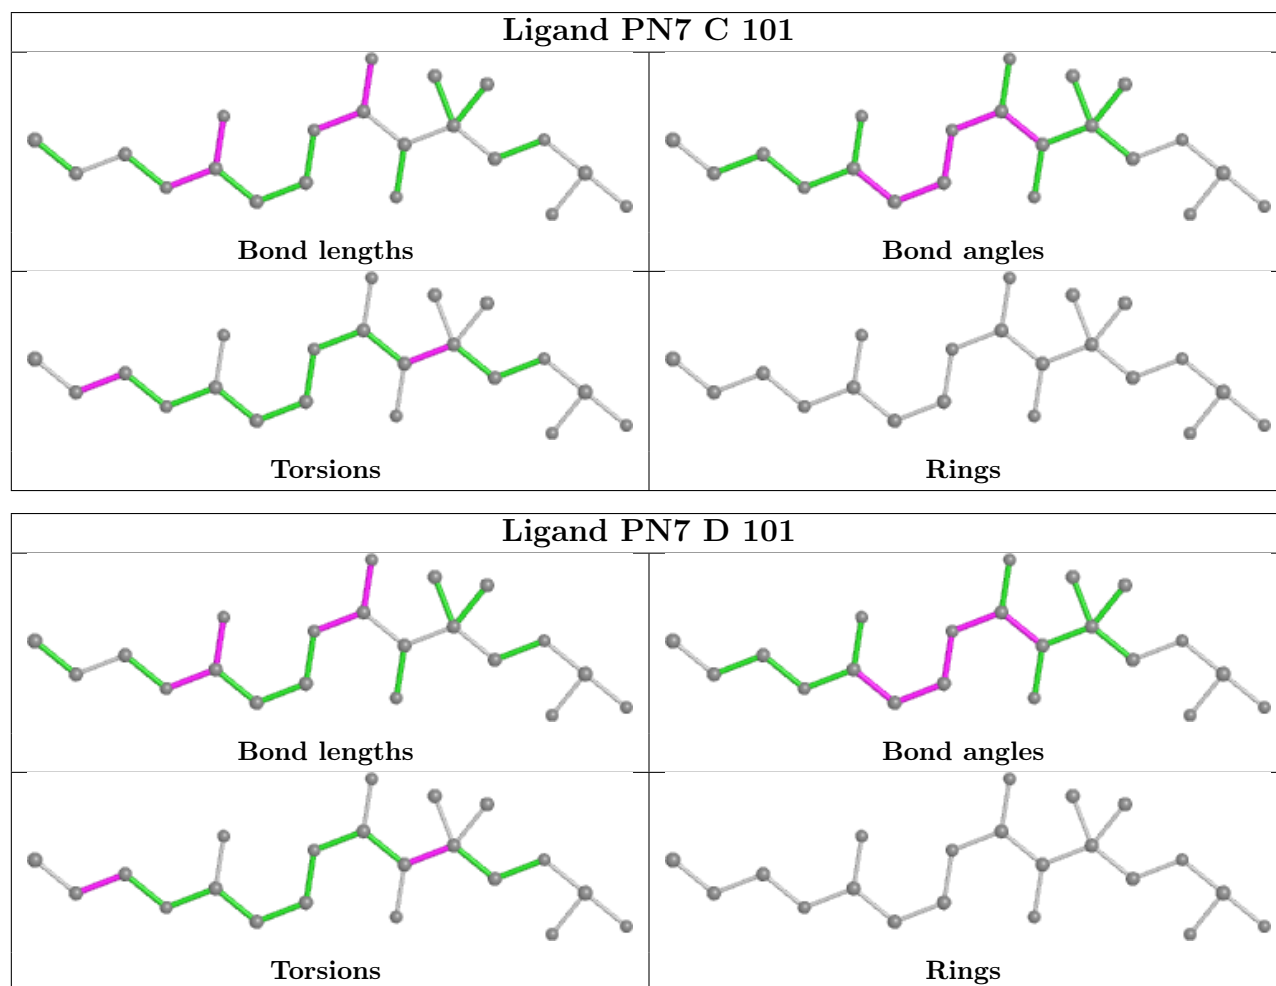 Ligand PN7 C 101
Bond lengths
Bond angles
Torsions
Rings
Ligand PN7 D 101
Bond lengths
Bond angles
Torsions
Rings